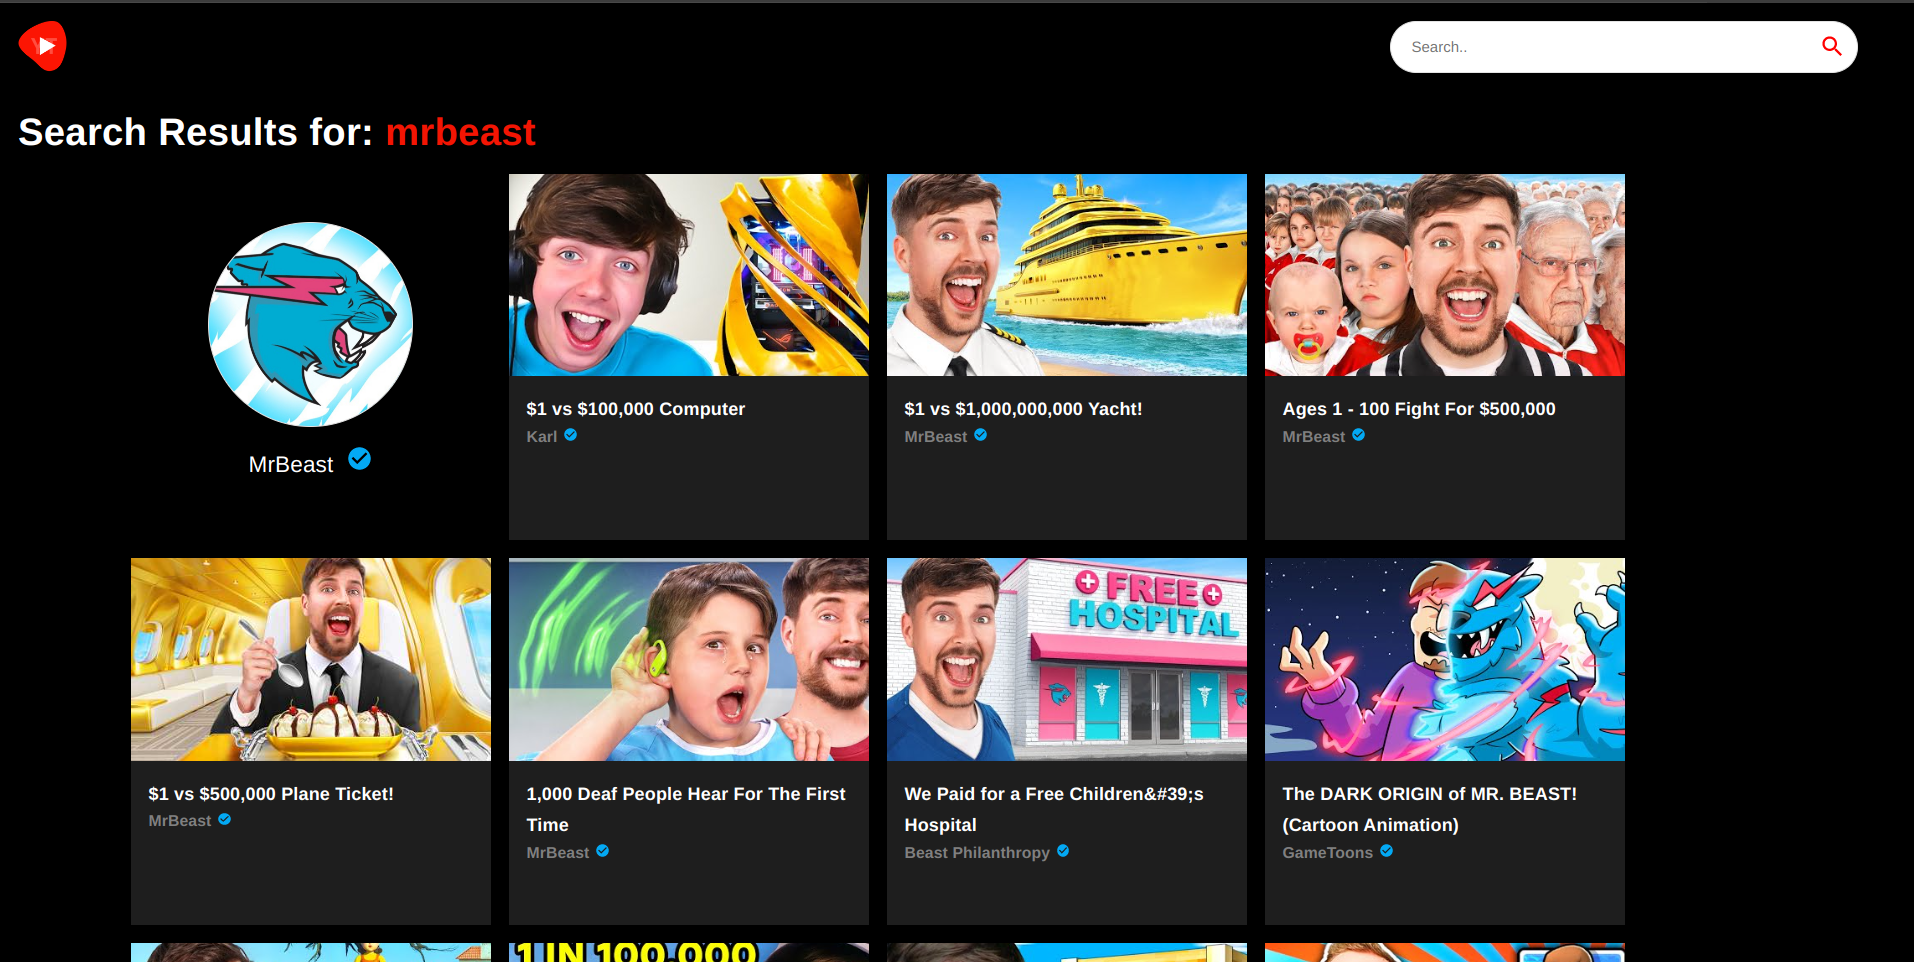 Search..
Search Results for: mrbeast
MrBeast
$1 vs $100,000 Computer
Karl
$1 vs $1,000,000,000 Yacht!
MrBeast
Ages 1 - 100 Fight For $500,000
MrBeast
$1 vs $500,000 Plane Ticket!
MrBeast
1,000 Deaf People Hear For The First
Time
MrBeast
FREE
HOSPITAL
We Paid for a Free Children&#39;s
Hospital
Beast Philanthropy
The DARK ORIGIN of MR. BEAST!
(Cartoon Animation)
GameToons
1 IN 100,000